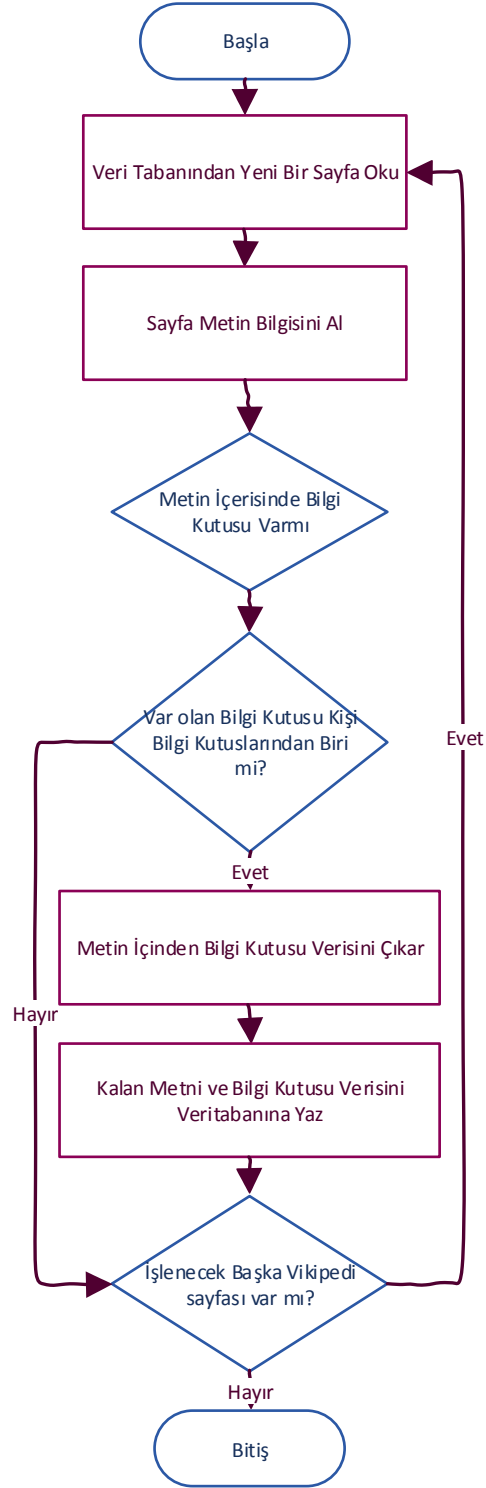 Başla
Veri Tabanından Yeni Bir Sayfa Oku
Sayfa Metin Bilgisini Al
Metin İçerisinde Bilgi
Kutusu Varmı
Var olan Bilgi Kutusu Kişi
Bilgi Kutuslarından Biri
mi?
Evet
Evet
Metin İçinden Bilgi Kutusu Verisini Çıkar
Hayır
Kalan Metni ve Bilgi Kutusu Verisini
Veritabanına Yaz
İşlenecek Başka Vikipedi
sayfası var mı?
Hayır
Bitiş